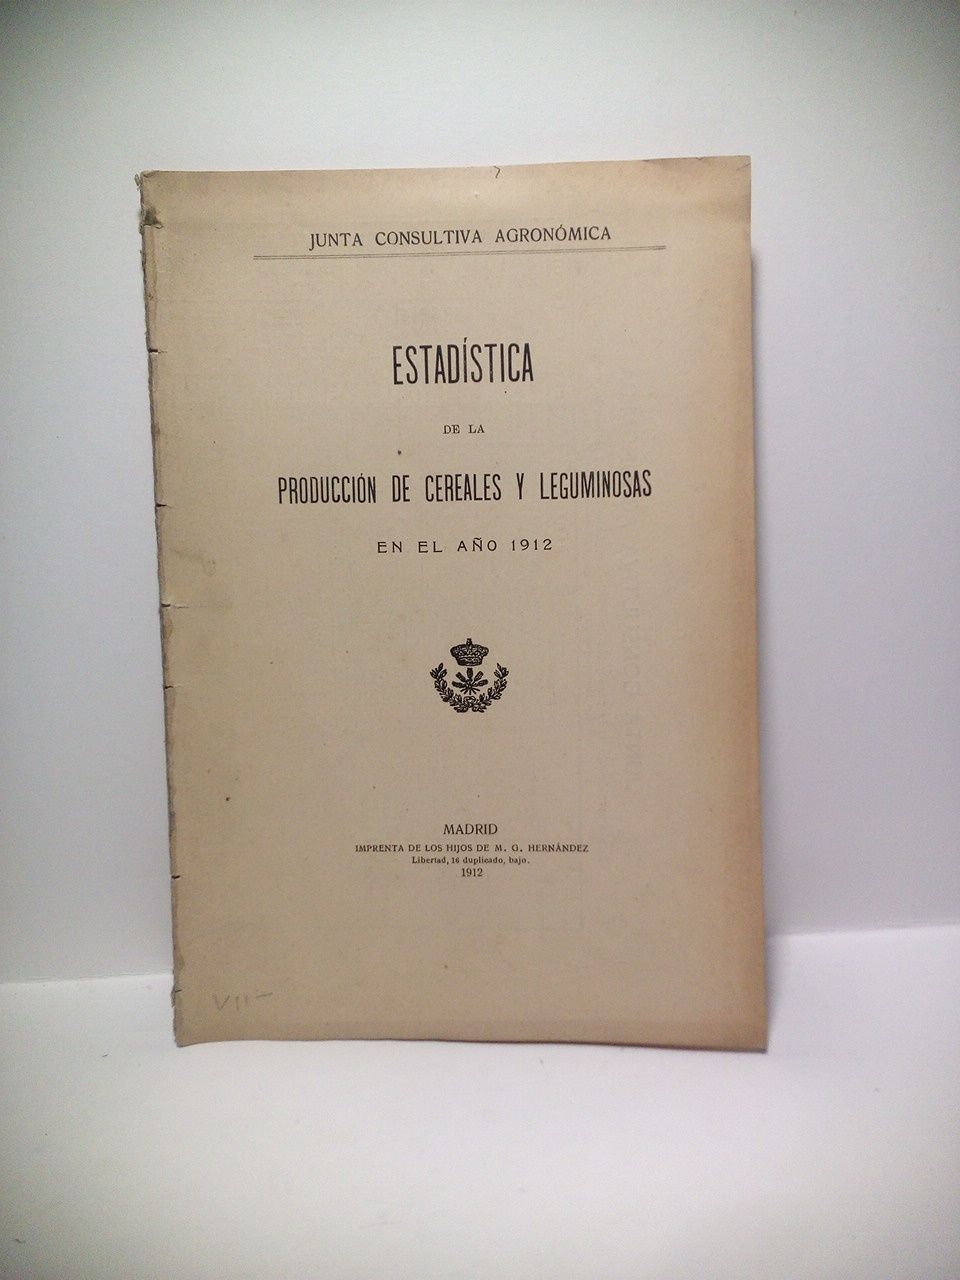 JUNTA CONSULTIVA AGRONÓMICA
ESTADÍSTICA
DE LA
PRODUCCIÓN DE CEREALES Y LEGUMINOSAS
EN EL AÑO 1912
MADRID
IMPRENTA DE LOS HIJOS DE M. G. HERNÁNDEZ
Libertad, 16 duplicado, bajo.
1912